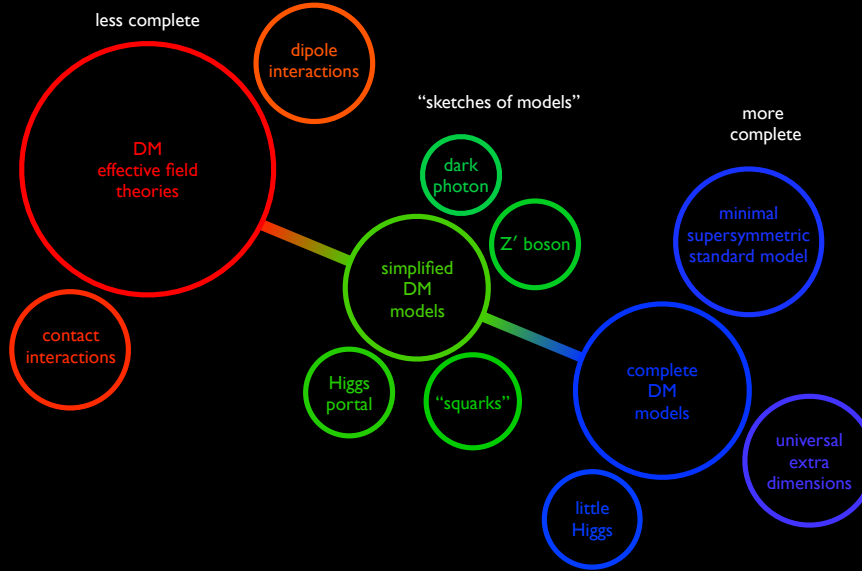 less complete
dipole
interactions
DM
effective field
theories
contact
interactions
“sketches of models”
dark
photon
Z′ boson
simplified
DM
models
Higgs
portal
“squarks”
more
complete
minimal
supersymmetric
standard model
complete
DM
models
universal
extra
dimensions
little
Higgs